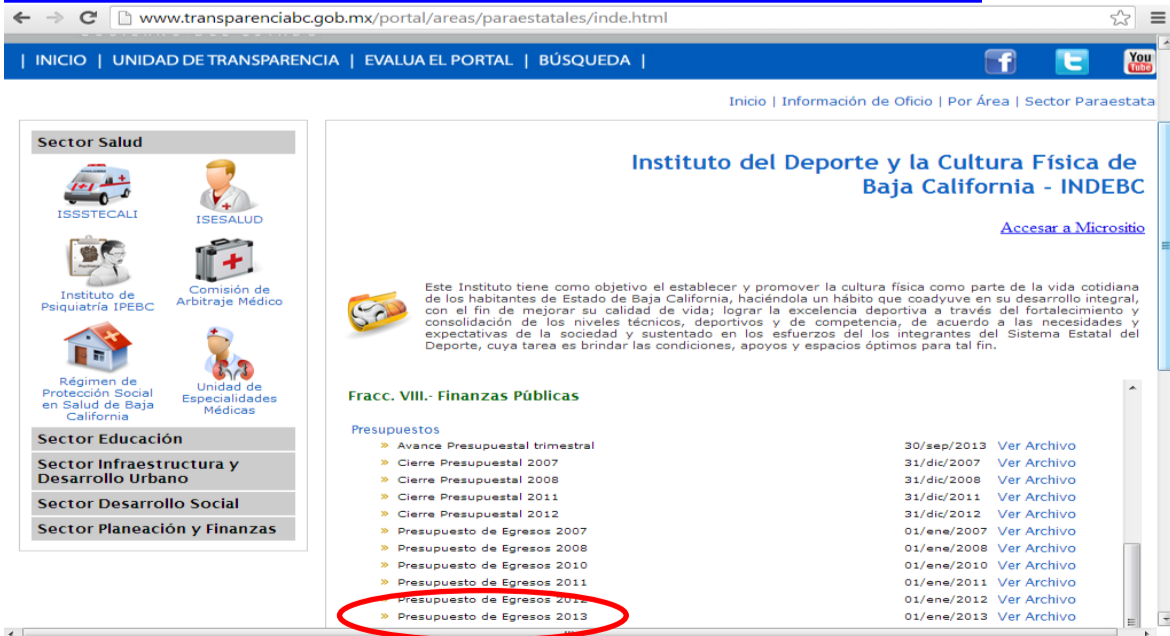 www.transparenciabc.gob.mx/portal/areas/paraestatales/inde.html
| INICIO | UNIDAD DE TRANSPARENCIA | EVALUA EL PORTAL | BÚSQUEDA |
f t You Tube
Inicio | Información de Oficio | Por Área | Sector Paraestata
Sector Salud
ISSSTECALI
ISESALUD
Instituto de
Psiquiatría IPEBC
Comisión de
Arbitraje Médico
Régimen de
Protección Social
en Salud de Baja
California
Unidad de
Especialidades
Médicas
Sector Educación
Sector Infraestructura y
Desarrollo Urbano
Sector Desarrollo Social
Sector Planeación y Finanzas
Instituto del Deporte y la Cultura Física de
Baja California - INDEBC
Accesar a Micrositio
Este Instituto tiene como objetivo el establecer y promover la cultura física como parte de la vida cotidiana
de los habitantes de Estado de Baja California, haciéndola un hábito que coadyuve en su desarrollo integral,
con el fin de mejorar su calidad de vida; lograr la excelencia deportiva a través del fortalecimiento y
consolidación de los niveles técnicos, deportivos y de competencia, de acuerdo a las necesidades y
expectativas de la sociedad y sustentado en los esfuerzos del los integrantes del Sistema Estatal del
Deporte, cuya tarea es brindar las condiciones, apoyos y espacios óptimos para tal fin.
Fracc. VIII.- Finanzas Públicas
Presupuestos
» Avance Presupuestal trimestral 30/sep/2013 Ver Archivo
» Cierre Presupuestal 2007 31/dic/2007 Ver Archivo
» Cierre Presupuestal 2008 31/dic/2008 Ver Archivo
» Cierre Presupuestal 2011 31/dic/2011 Ver Archivo
» Cierre Presupuestal 2012 31/dic/2012 Ver Archivo
» Presupuesto de Egresos 2007 01/ene/2007 Ver Archivo
» Presupuesto de Egresos 2008 01/ene/2008 Ver Archivo
» Presupuesto de Egresos 2010 01/ene/2010 Ver Archivo
» Presupuesto de Egresos 2011 01/ene/2011 Ver Archivo
» Presupuesto de Egresos 2012 01/ene/2012 Ver Archivo
» Presupuesto de Egresos 2013 01/ene/2013 Ver Archivo